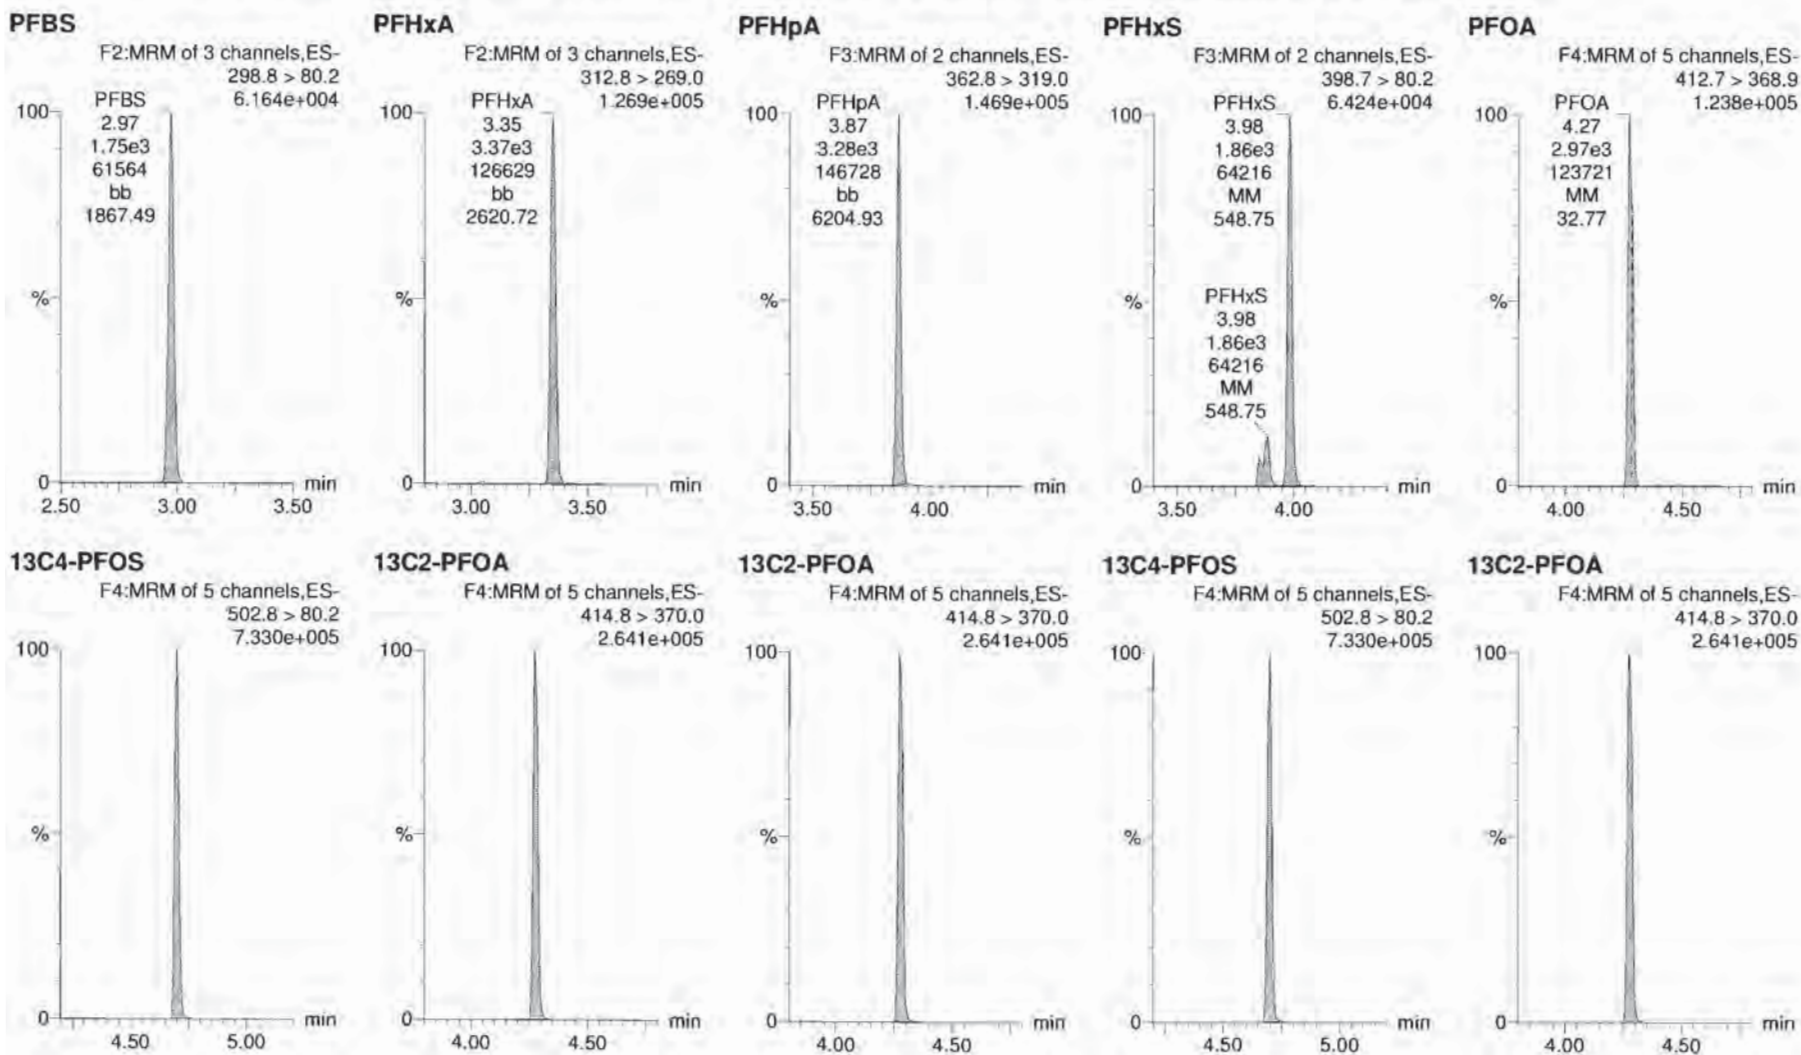 PFBS
F2:MRM of 3 channels,ES-
298.8 > 80.2
6.164e+004
PFBS
2.97
1.75e3
61564
bb
1867.49
100
%
0
min
2.50 3.00 3.50
PFHxA
F2:MRM of 3 channels,ES-
312.8 > 269.0
1.269e+005
PFHxA
3.35
3.37e3
126629
bb
2620.72
100
%
0
min
3.00 3.50
PFHpA
F3:MRM of 2 channels,ES-
362.8 > 319.0
1.469e+005
PFHpA
3.87
3.28e3
146728
bb
6204.93
100
%
0
min
3.50 4.00
PFHxS
F3:MRM of 2 channels,ES-
398.7 > 80.2
6.424e+004
PFHxS
3.98
1.86e3
64216
MM
548.75
PFHxS
3.98
1.86e3
64216
MM
548.75
100
%
0
min
3.50 4.00
PFOA
F4:MRM of 5 channels,ES-
412.7 > 368.9
1.238e+005
PFOA
4.27
2.97e3
123721
MM
32.77
100
%
0
min
4.00 4.50
13C4-PFOS
F4:MRM of 5 channels,ES-
502.8 > 80.2
7.330e+005
100
%
0
min
4.50 5.00
13C2-PFOA
F4:MRM of 5 channels,ES-
414.8 > 370.0
2.641e+005
100
%
0
min
4.00 4.50
13C2-PFOA
F4:MRM of 5 channels,ES-
414.8 > 370.0
2.641e+005
100
%
0
min
4.00 4.50
13C4-PFOS
F4:MRM of 5 channels,ES-
502.8 > 80.2
7.330e+005
100
%
0
min
4.50 5.00
13C2-PFOA
F4:MRM of 5 channels,ES-
414.8 > 370.0
2.641e+005
100
%
0
min
4.00 4.50